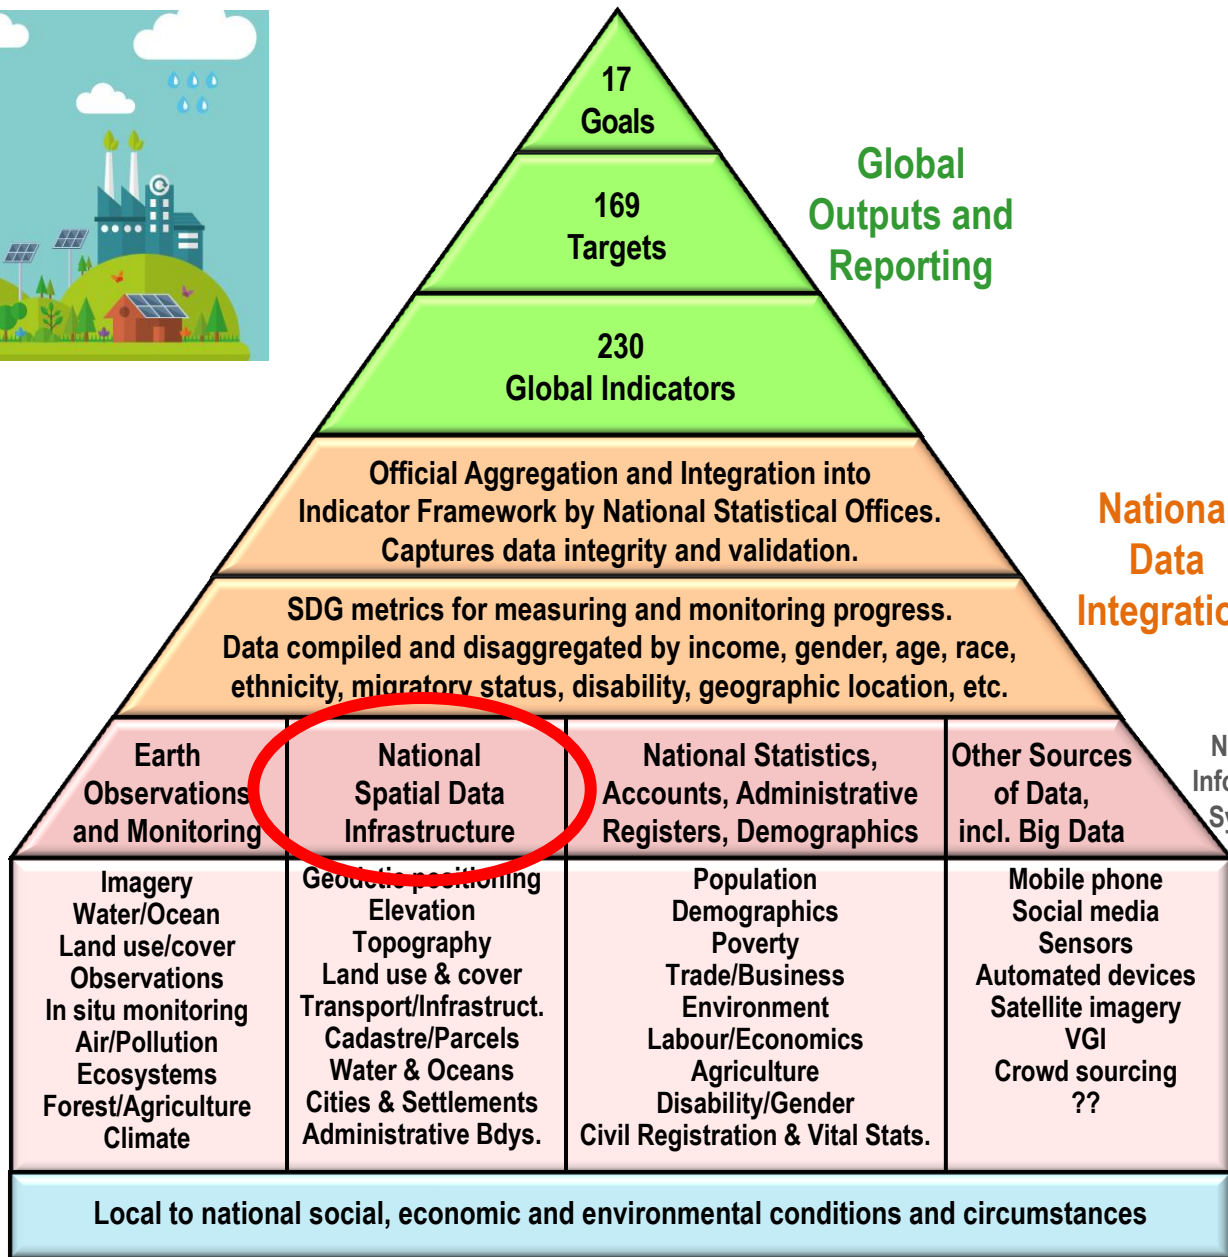 17
Goals
169
Targets
230
Global Indicators
Global
Outputs and
Reporting
Official Aggregation and Integration into
Indicator Framework by National Statistical Offices.
Captures data integrity and validation.
SDG metrics for measuring and monitoring progress.
Data compiled and disaggregated by income, gender, age, race,
ethnicity, migratory status, disability, geographic location, etc.
Nationa
Data
Integratio
Earth
Observations
and Monitoring
National
Spatial Data
Infrastructure
National Statistics,
Accounts, Administrative
Registers, Demographics
Other Sources
of Data,
incl. Big Data
N
Info
Sy
Imagery
Water/Ocean
Land use/cover
Observations
In situ monitoring
Air/Pollution
Ecosystems
Forest/Agriculture
Climate
Geodetic positioning
Elevation
Topography
Land use & cover
Transport/Infrastruct.
Cadastre/Parcels
Water & Oceans
Cities & Settlements
Administrative Bdys.
Population
Demographics
Poverty
Trade/Business
Environment
Labour/Economics
Agriculture
Disability/Gender
Civil Registration & Vital Stats.
Mobile phone
Social media
Sensors
Automated devices
Satellite imagery
VGI
Crowd sourcing
??
Local to national social, economic and environmental conditions and circumstances